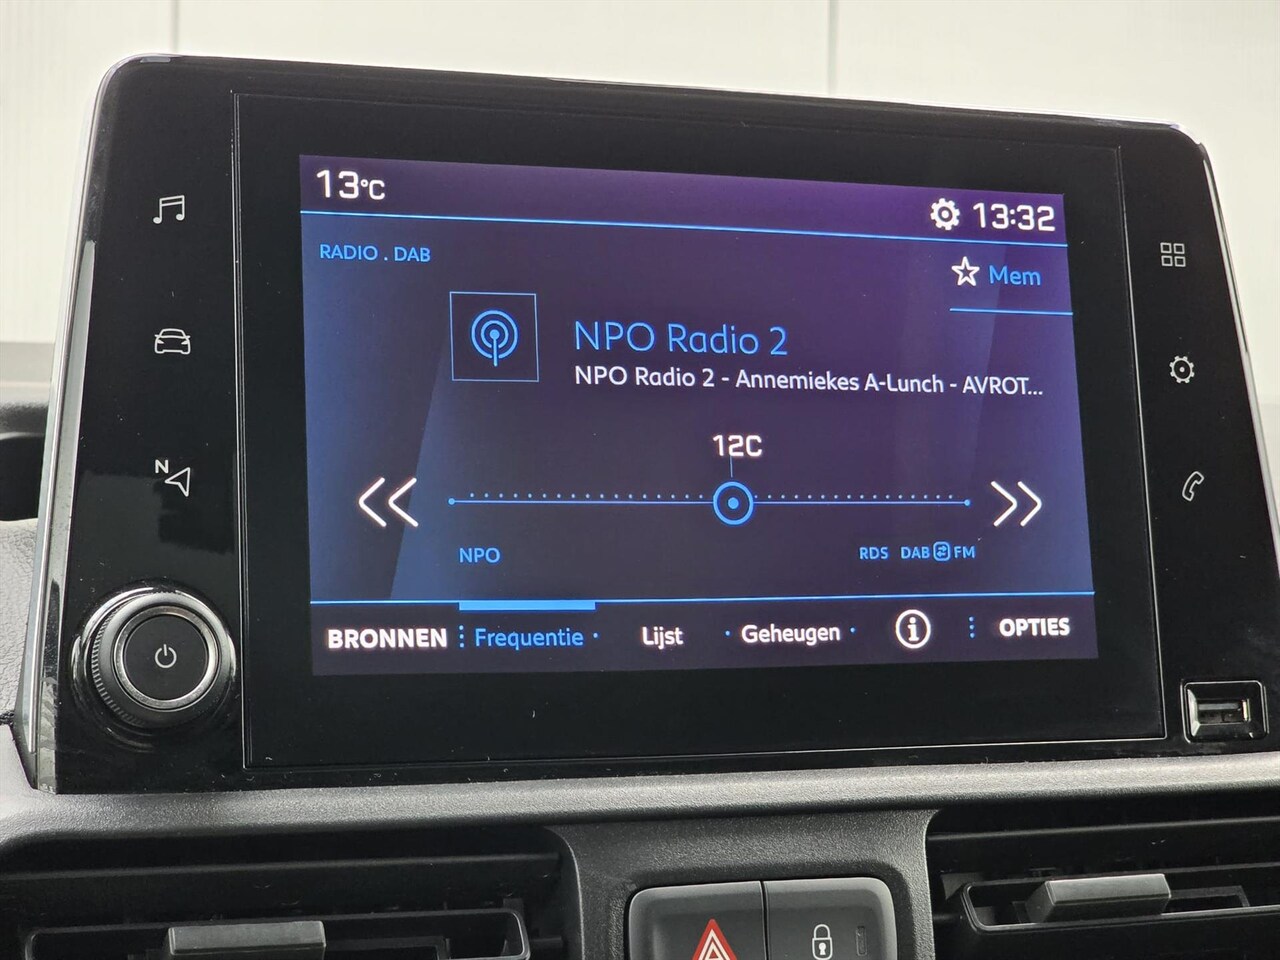 13°C
13:32
RADIO . DAB
Mem
NPO Radio 2
NPO Radio 2 - Annemiekes A-Lunch - AVROT...
12C
N
NPO
RDS DAB FM
BRONNEN Frequentie Lijst Geheugen i OPTIES